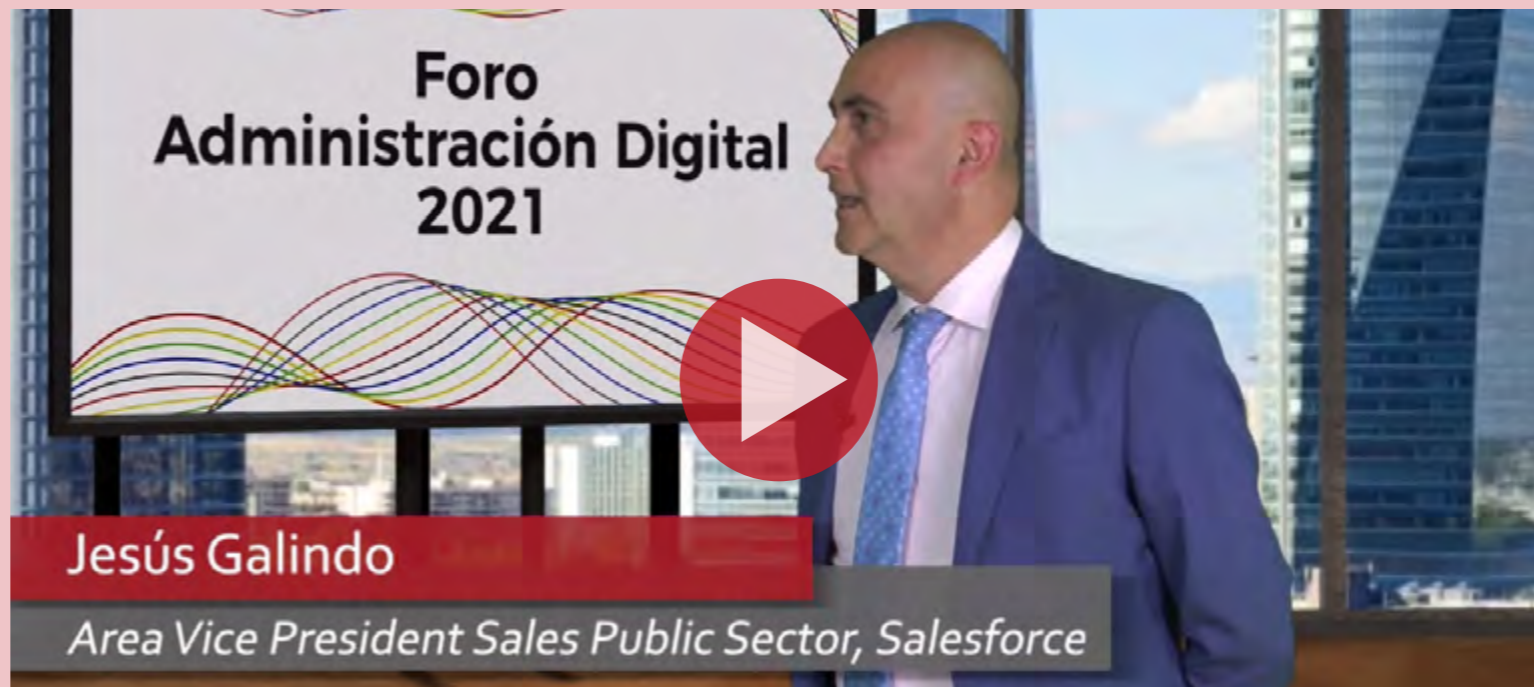 Foro
Administración Digital
2021
Jesús Galindo
Area Vice President Sales Public Sector, Salesforce